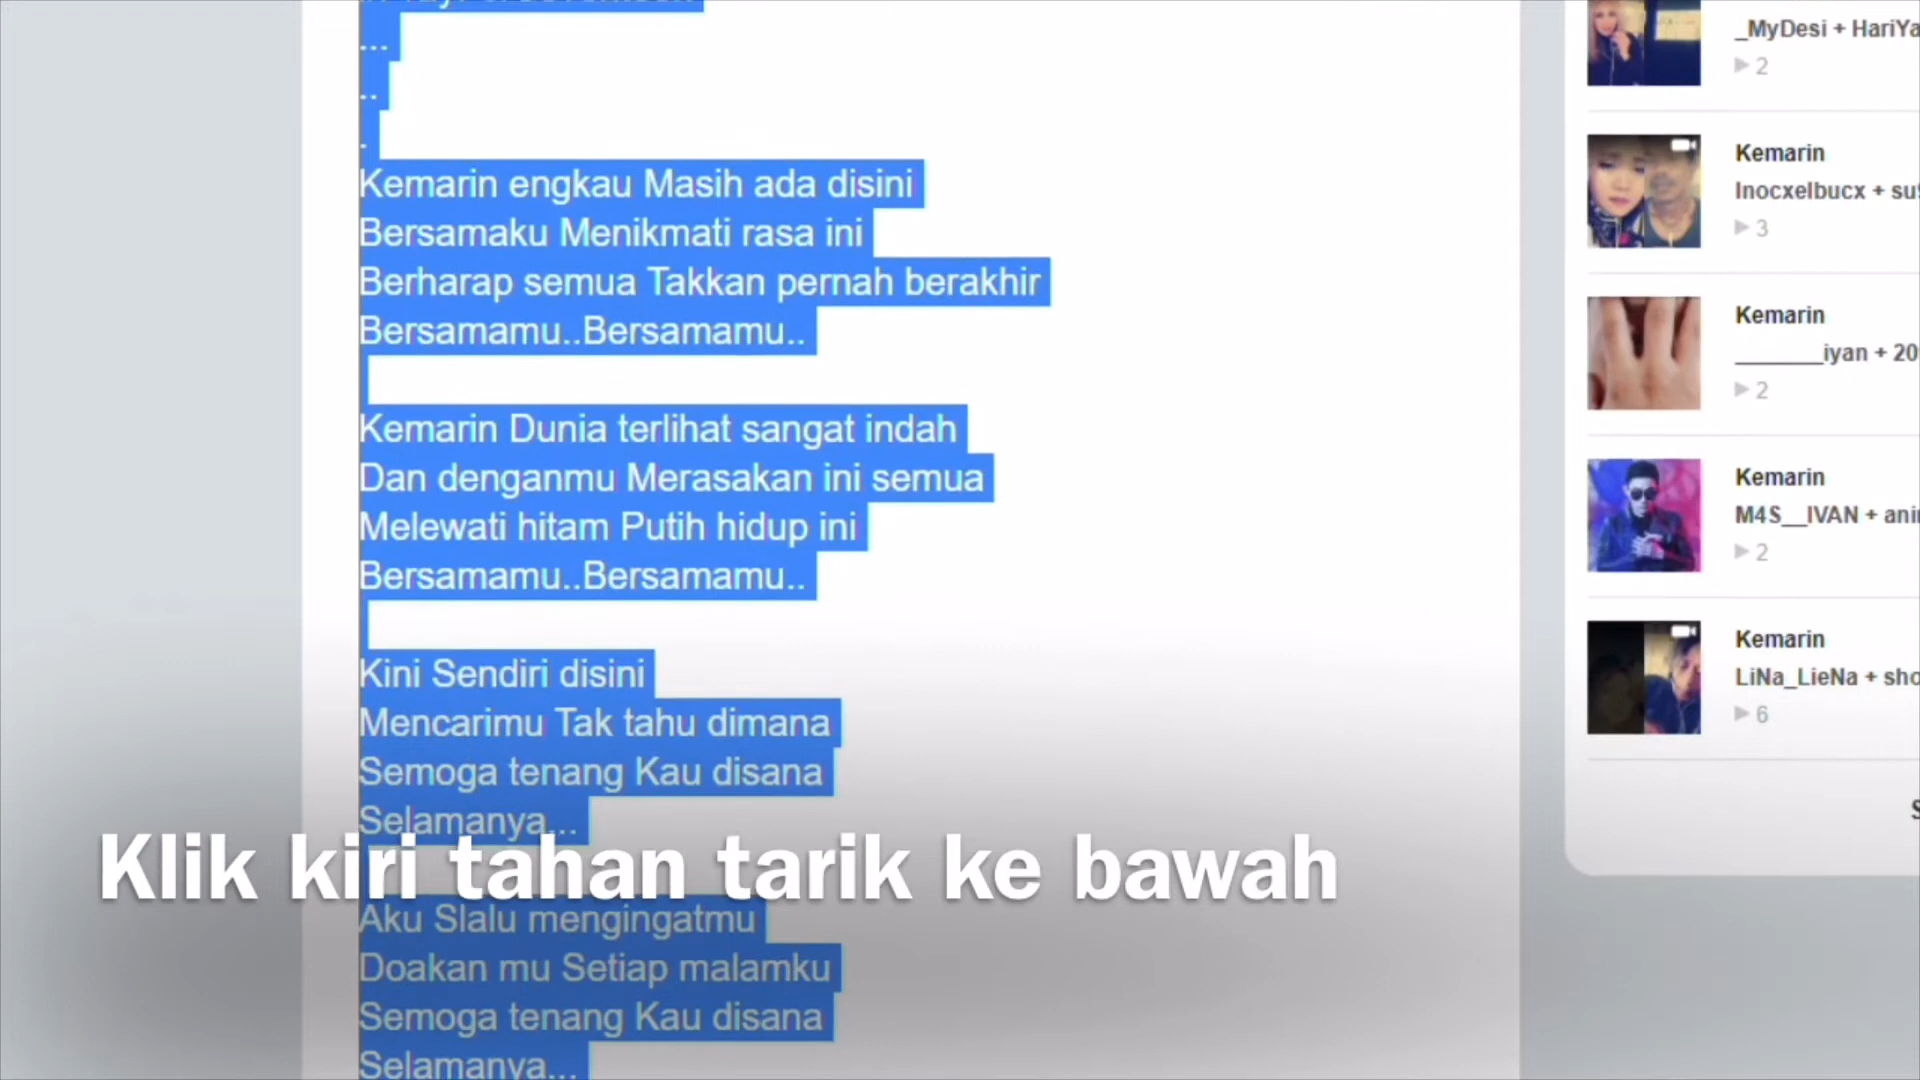 ...
..
.
Kemarin engkau Masih ada disini
Bersamaku Menikmati rasa ini
Berharap semua Takkan pernah berakhir
Bersamamu..Bersamamu..
Kemarin Dunia terlihat sangat indah
Dan denganmu Merasakan ini semua
Melewati hitam Putih hidup ini
Bersamamu..Bersamamu..
Kini Sendiri disini
Mencarimu Tak tahu dimana
Semoga tenang Kau disana
Selamanya...
Klik kiri tahan tarik ke bawah
Aku Slalu mengingatmu
Doakan mu Setiap malamku
Semoga tenang Kau disana
Selamanya...
_MyDesi + HariYa
2
Kemarin
Inocxelbucx + su
3
Kemarin
________iyan + 20
2
Kemarin
M4S__IVAN + ani
2
Kemarin
LiNa_LieNa + sho
6